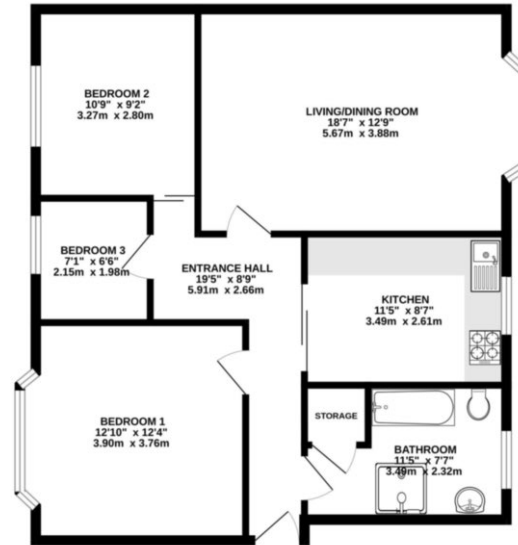 BEDROOM 2
10'9" x 9'2"
3.27m x 2.80m
LIVING/DINING ROOM
18'7" x 12'9"
5.67m x 3.88m
BEDROOM 3
7'1" x 6'6"
2.15m x 1.98m
ENTRANCE HALL
19'5" x 8'9"
5.91m x 2.66m
KITCHEN
11'5" x 8'7"
3.49m x 2.61m
BEDROOM 1
12'10" x 12'4"
3.90m x 3.76m
STORAGE
BATHROOM
11'5" x 7'7"
3.49m x 2.32m